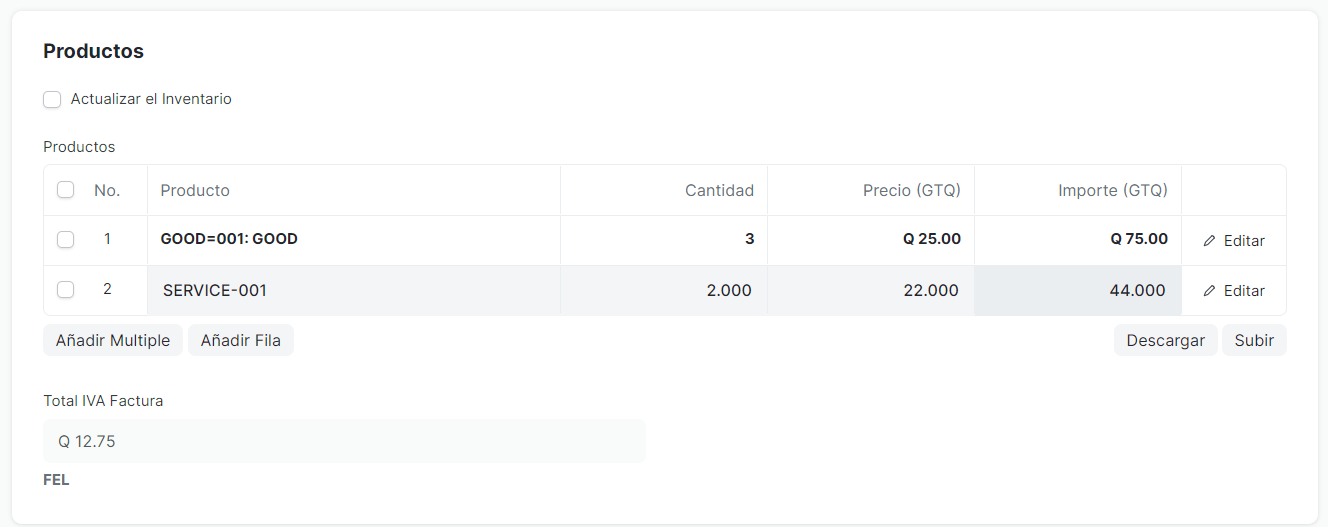 Productos
Actualizar el Inventario
Productos
No. Producto Cantidad Precio (GTQ) Importe (GTQ)
1 GOOD=001: GOOD 3 Q 25.00 Q 75.00 Editar
2 SERVICE-001 2.000 22.000 44.000 Editar
Añadir Multiple Añadir Fila Descargar Subir
Total IVA Factura
Q 12.75
FEL